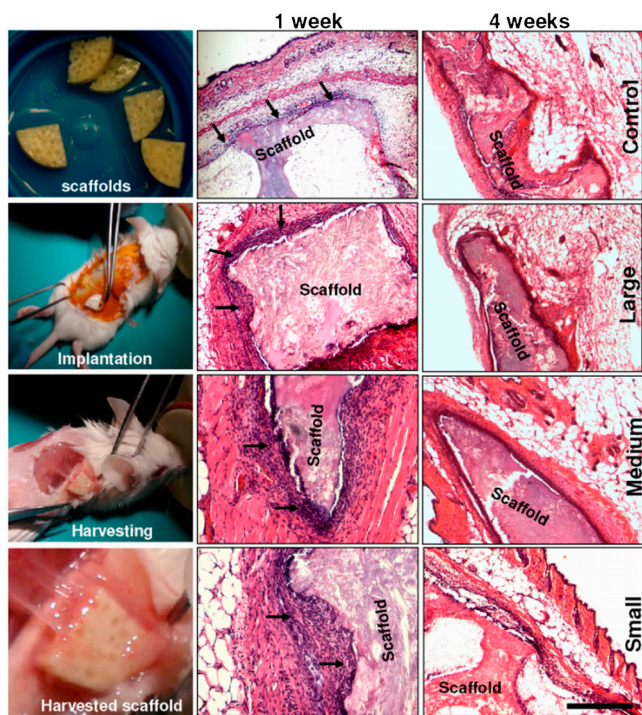 1 week
4 weeks
scaffolds
Scaffold
Scaffold
Control
Implantation
Scaffold
Scaffold
Large
Harvesting
Scaffold
Scaffold
Medium
Harvested scaffold
Scaffold
Scaffold
Small